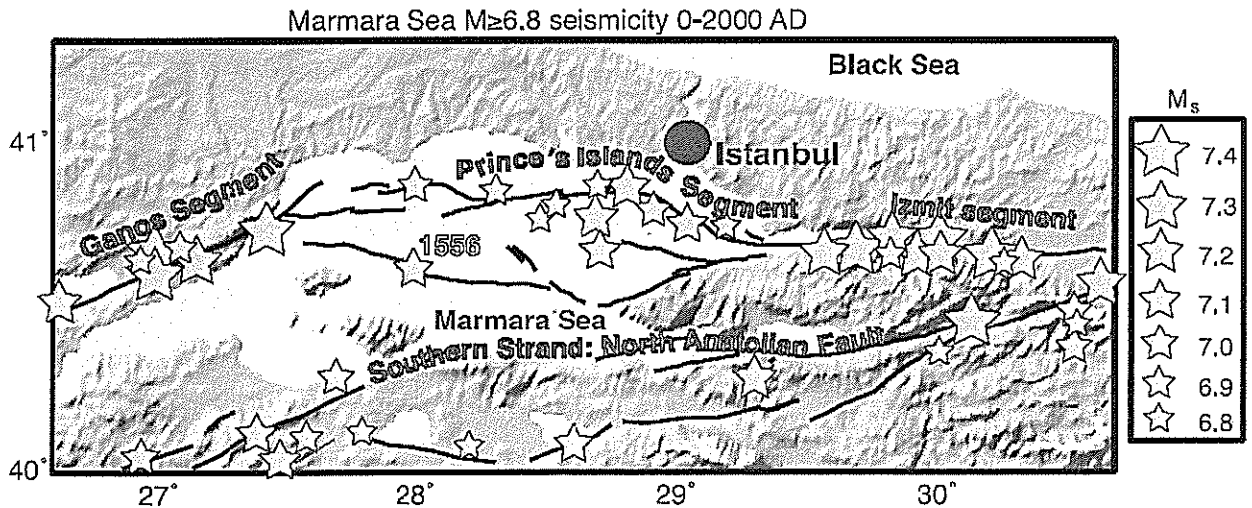 Marmara Sea M≥6.8 seismicity 0-2000 AD
Black Sea
Ms
41°
Istanbul
Prince's Islands Segment
Ganos Segment
Izmit segment
1556
Marmara Sea
Southern Strand: North Anatolian Fault
40°
27°
28°
29°
30°
7.4
7.3
7.2
7.1
7.0
6.9
6.8